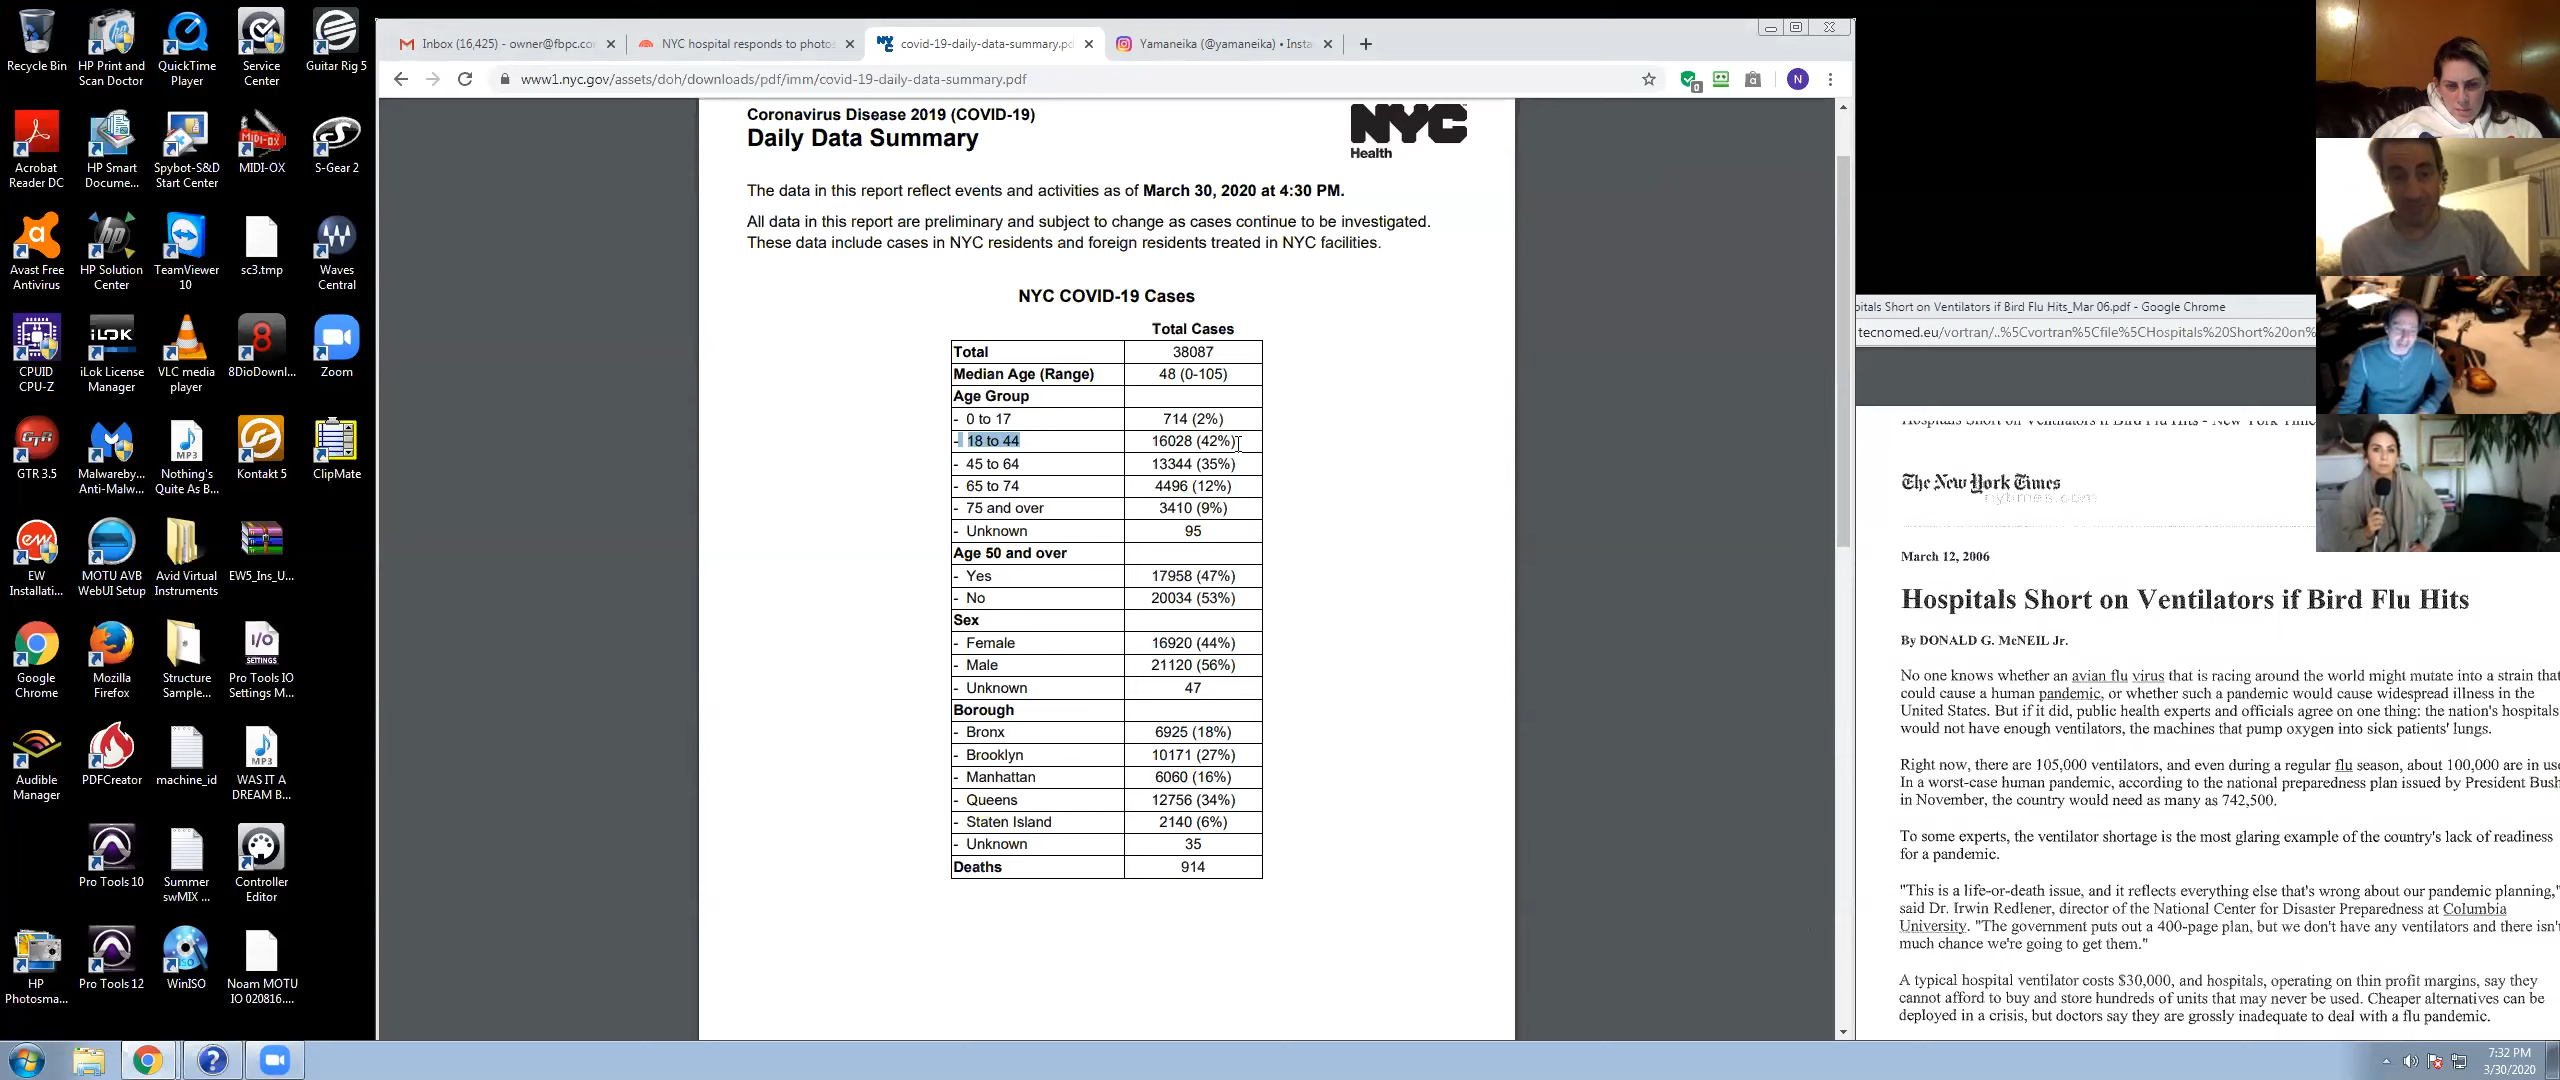 Recycle Bin
HP Print and
Scan Doctor
QuickTime
Player
Service
Center
Guitar Rig 5
Acrobat
Reader DC
HP Smart
Docume...
Spybot-S&D
Start Center
MIDI-OX
S-Gear 2
Avast Free
Antivirus
HP Solution
Center
TeamViewer
10
sc3.tmp
Waves
Central
CPUID
CPU-Z
iLok License
Manager
VLC media
player
8DioDownl...
Zoom
GTR 3.5
Malwareby...
Anti-Malw...
Nothing's
Quite As B...
Kontakt 5
ClipMate
EW
Installati...
MOTU AVB
WebUI Setup
Avid Virtual
Instruments
EW5_Ins_U...
Google
Chrome
Mozilla
Firefox
Structure
Sample...
Pro Tools IO
Settings M...
Audible
Manager
PDFCreator
machine_id
WAS IT A
DREAM B...
Pro Tools 10
Summer
swMIX ...
Controller
Editor
HP
Photosma...
Pro Tools 12
WinISO
Noam MOTU
IO 020816....
Inbox (16,425) - owner@fbpc.co
NYC hospital responds to photo:
covid-19-daily-data-summary.pd
Yamaneika (@yamaneika) • Insta
www1.nyc.gov/assets/doh/downloads/pdf/imm/covid-19-daily-data-summary.pdf
N
Coronavirus Disease 2019 (COVID-19)
Daily Data Summary
NYC
Health
The data in this report reflect events and activities as of March 30, 2020 at 4:30 PM.
All data in this report are preliminary and subject to change as cases continue to be investigated.
These data include cases in NYC residents and foreign residents treated in NYC facilities.
NYC COVID-19 Cases
Total Cases
Total 38087
Median Age (Range) 48 (0-105)
Age Group
- 0 to 17 714 (2%)
- 18 to 44 16028 (42%)
- 45 to 64 13344 (35%)
- 65 to 74 4496 (12%)
- 75 and over 3410 (9%)
- Unknown 95
Age 50 and over
- Yes 17958 (47%)
- No 20034 (53%)
Sex
- Female 16920 (44%)
- Male 21120 (56%)
- Unknown 47
Borough
- Bronx 6925 (18%)
- Brooklyn 10171 (27%)
- Manhattan 6060 (16%)
- Queens 12756 (34%)
- Staten Island 2140 (6%)
- Unknown 35
Deaths 914
pitals Short on Ventilators if Bird Flu Hits_Mar 06.pdf - Google Chrome
tecnomed.eu/vortran/..%5Cvortran%5Cfile%5CHospitals%20Short%20on%
Hospitals Short on Ventilators if Bird Flu Hits - New York Time
The New York Times
nytimes.com
March 12, 2006
Hospitals Short on Ventilators if Bird Flu Hits
By DONALD G. McNEIL Jr.
No one knows whether an avian flu virus that is racing around the world might mutate into a strain that
could cause a human pandemic, or whether such a pandemic would cause widespread illness in the
United States. But if it did, public health experts and officials agree on one thing: the nation's hospitals
would not have enough ventilators, the machines that pump oxygen into sick patients' lungs.
Right now, there are 105,000 ventilators, and even during a regular flu season, about 100,000 are in use
In a worst-case human pandemic, according to the national preparedness plan issued by President Bush
in November, the country would need as many as 742,500.
To some experts, the ventilator shortage is the most glaring example of the country's lack of readiness
for a pandemic.
"This is a life-or-death issue, and it reflects everything else that's wrong about our pandemic planning,"
said Dr. Irwin Redlener, director of the National Center for Disaster Preparedness at Columbia
University. "The government puts out a 400-page plan, but we don't have any ventilators and there isn't
much chance we're going to get them."
A typical hospital ventilator costs $30,000, and hospitals, operating on thin profit margins, say they
cannot afford to buy and store hundreds of units that may never be used. Cheaper alternatives can be
deployed in a crisis, but doctors say they are grossly inadequate to deal with a flu pandemic.
7:32 PM
3/30/2020